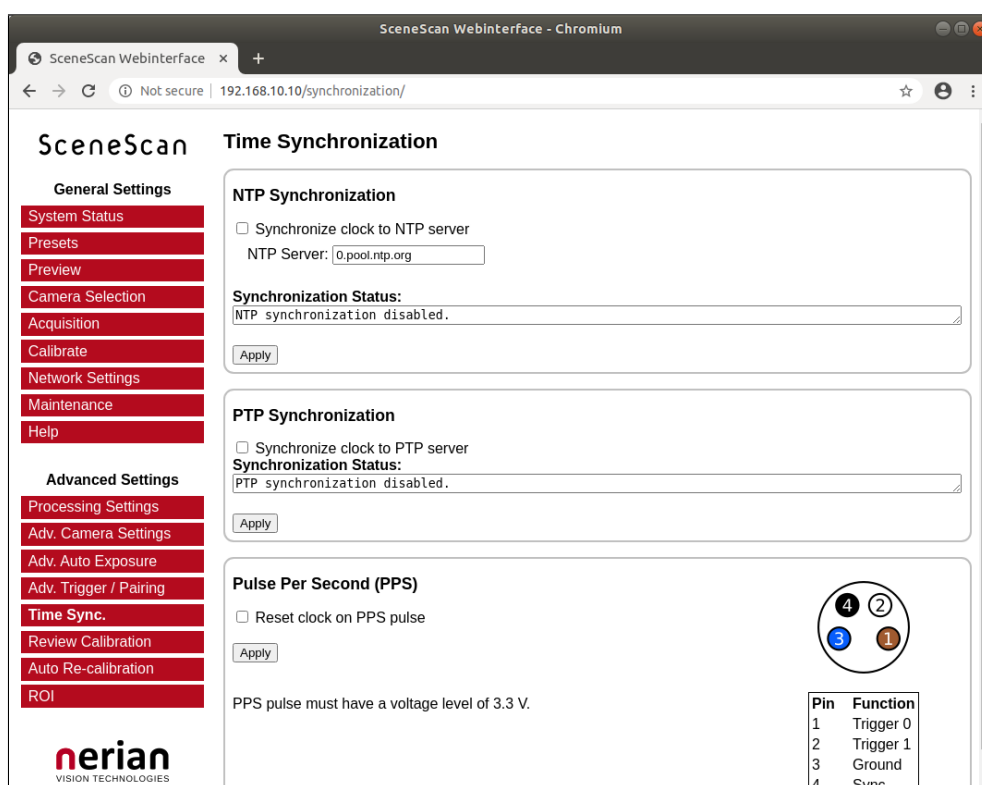 SceneScan Webinterface - Chromium
SceneScan Webinterface
Not secure
192.168.10.10/synchronization/
SceneScan
General Settings
System Status
Presets
Preview
Camera Selection
Acquisition
Calibrate
Network Settings
Maintenance
Help
Advanced Settings
Processing Settings
Adv. Camera Settings
Adv. Auto Exposure
Adv. Trigger / Pairing
Time Sync.
Review Calibration
Auto Re-calibration
ROI
nerian
VISION TECHNOLOGIES
Time Synchronization
NTP Synchronization
Synchronize clock to NTP server
NTP Server: 0.pool.ntp.org
Synchronization Status:
NTP synchronization disabled.
Apply
PTP Synchronization
Synchronize clock to PTP server
Synchronization Status:
PTP synchronization disabled.
Apply
Pulse Per Second (PPS)
Reset clock on PPS pulse
Apply
PPS pulse must have a voltage level of 3.3 V.
4 2
3 1
Pin Function
1 Trigger 0
2 Trigger 1
3 Ground
4 Sync